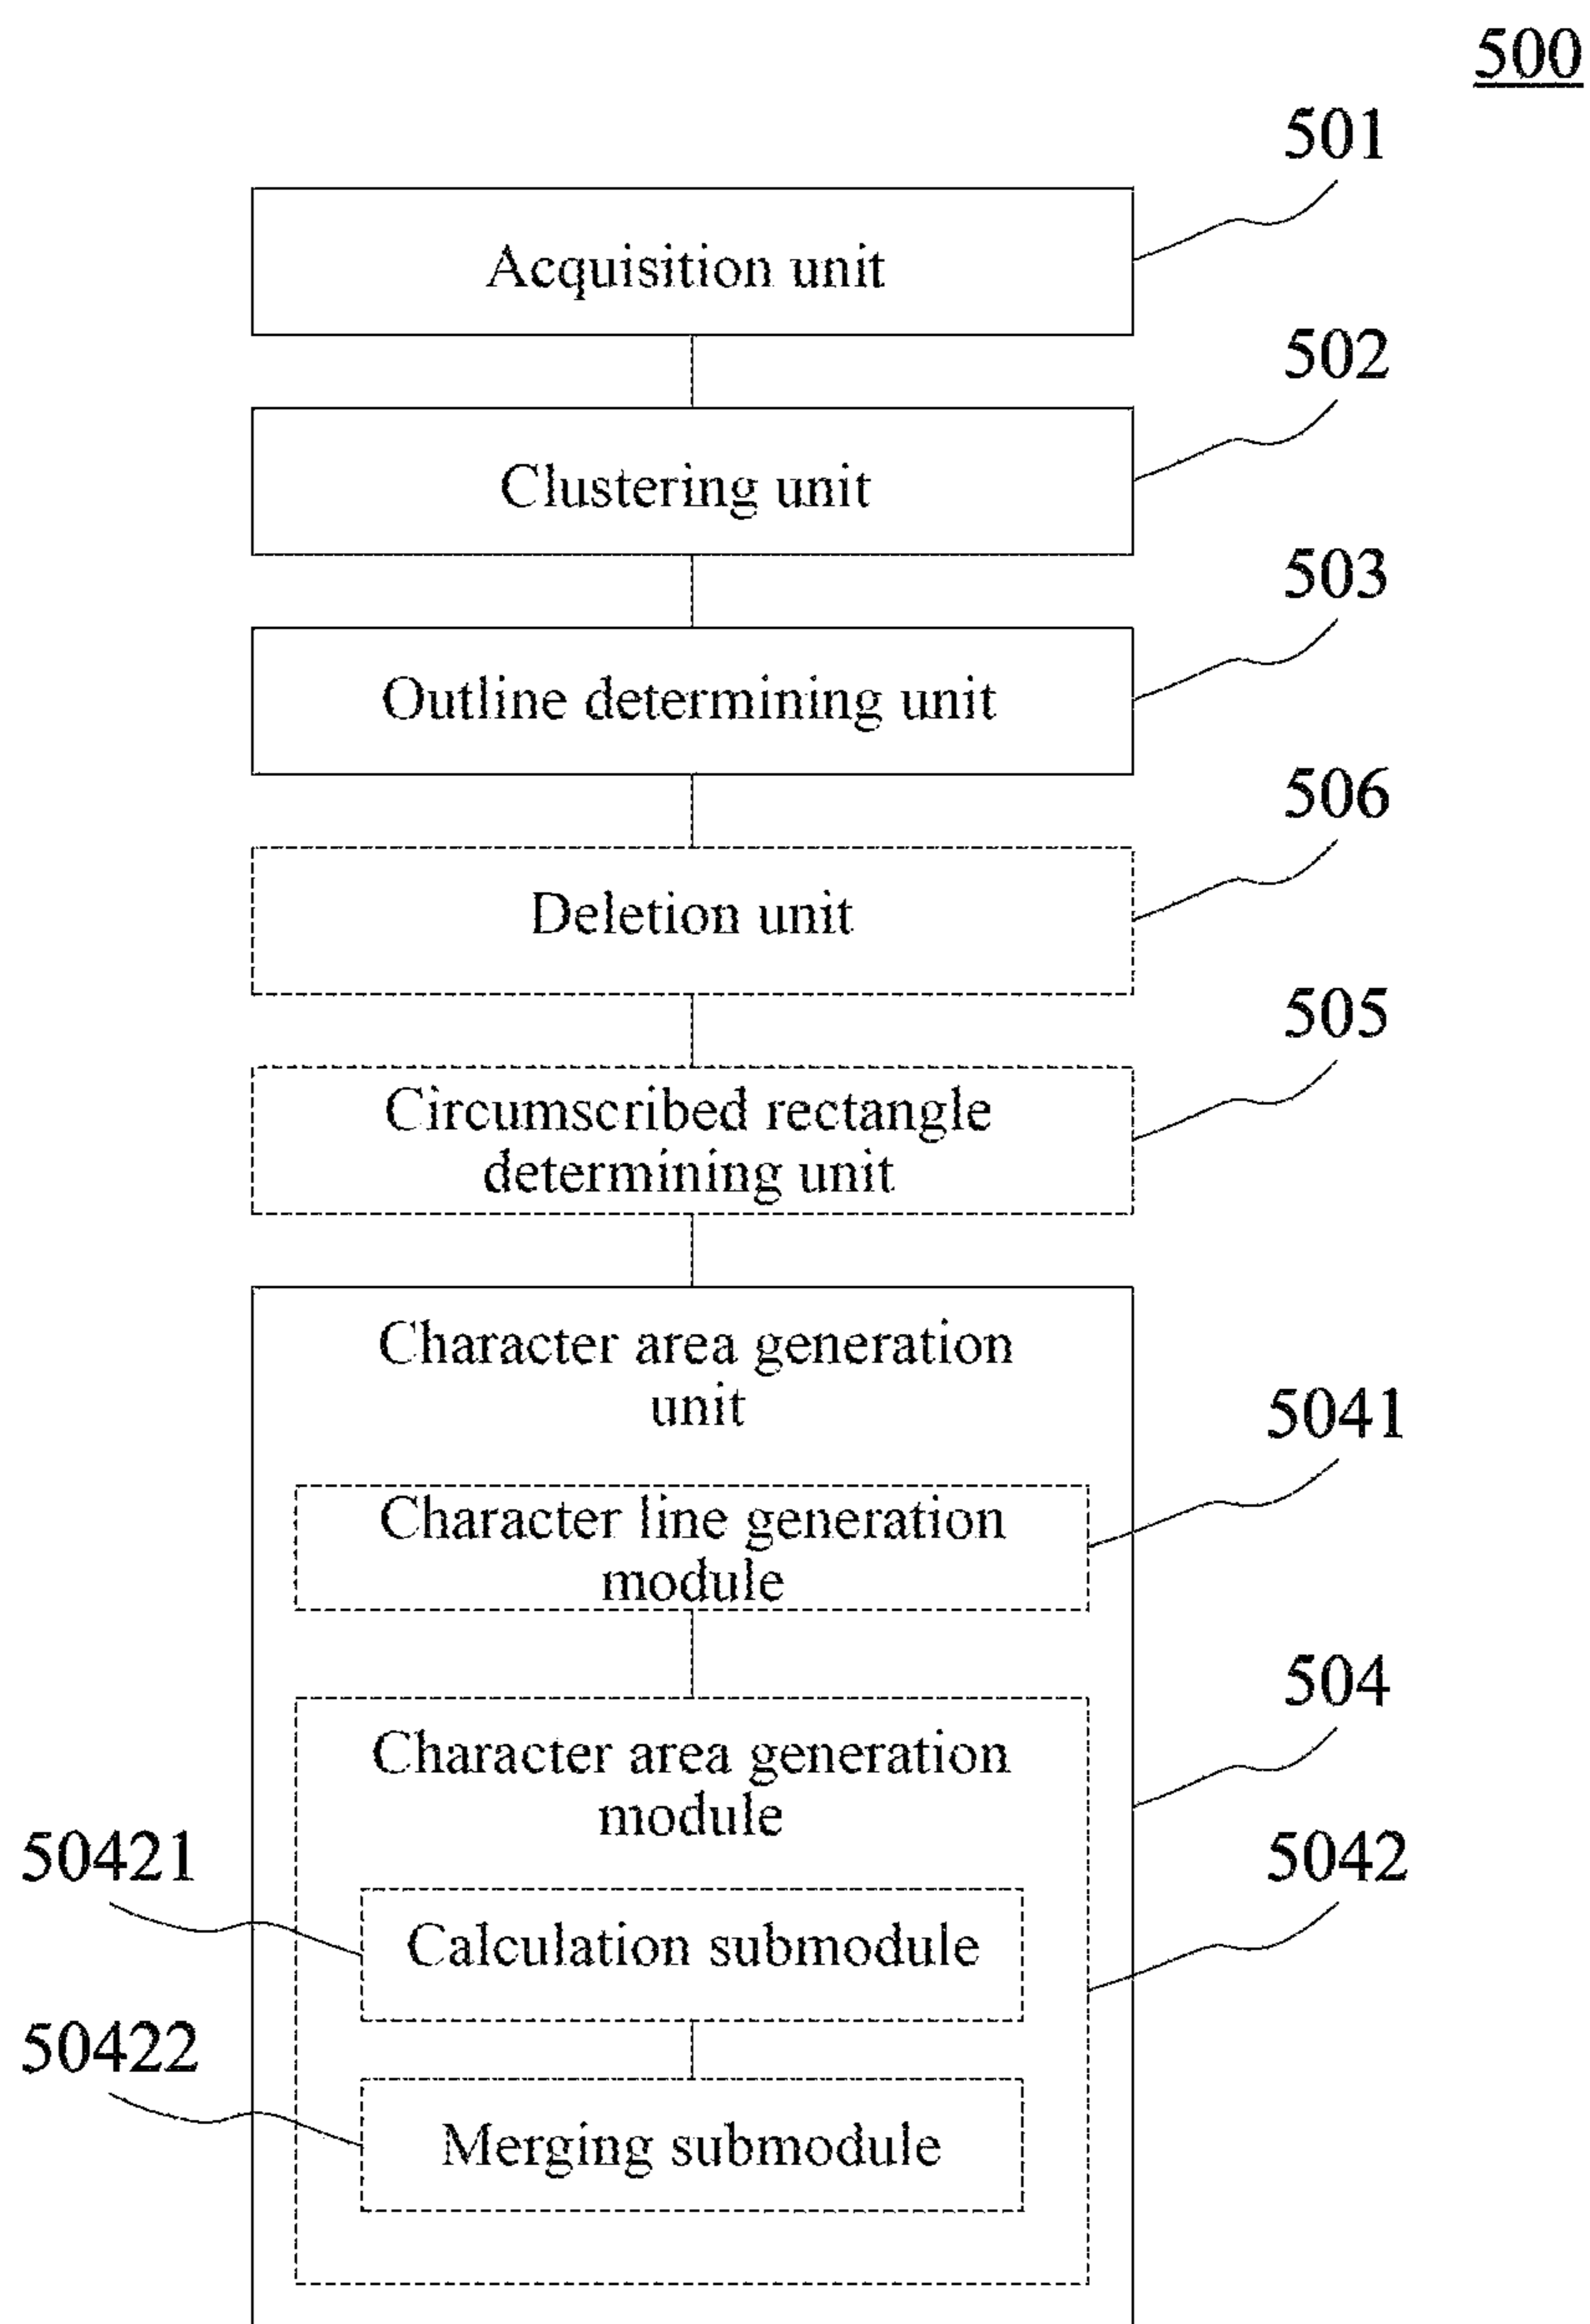 500
501
Acquisition unit
502
Clustering unit
503
Outline determining unit
506
Deletion unit
505
Circumscribed rectangle
determining unit
Character area generation
unit
5041
Character line generation
module
504
Character area generation
module
50421
5042
Calculation submodule
50422
Merging submodule